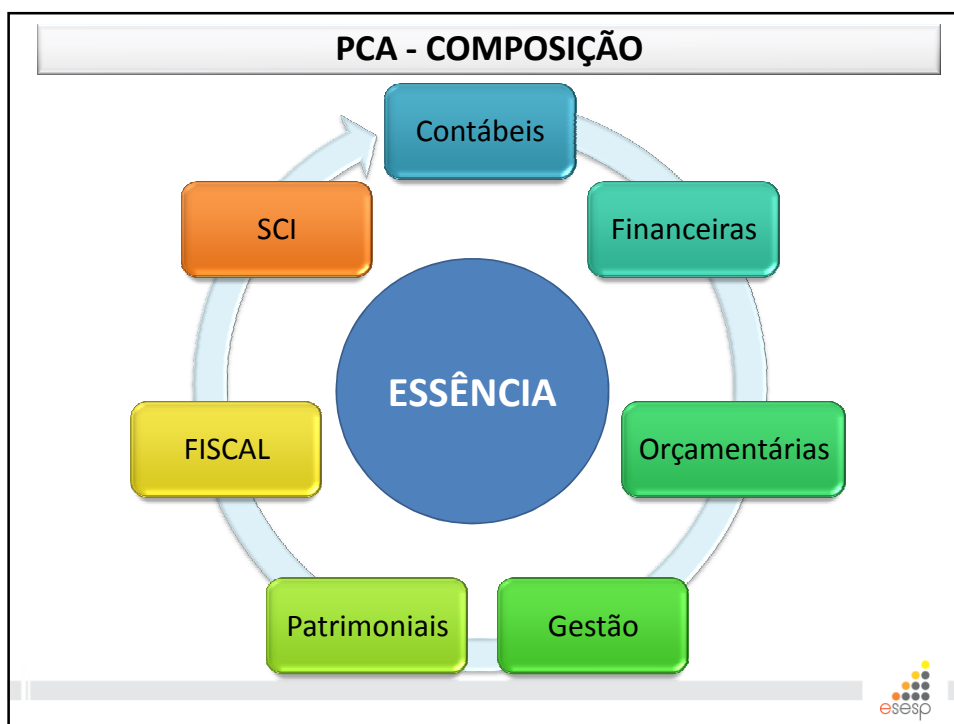 PCA - COMPOSIÇÃO
Contábeis
Financeiras
Orçamentárias
Gestão
Patrimoniais
FISCAL
SCI
ESSÊNCIA
esesp